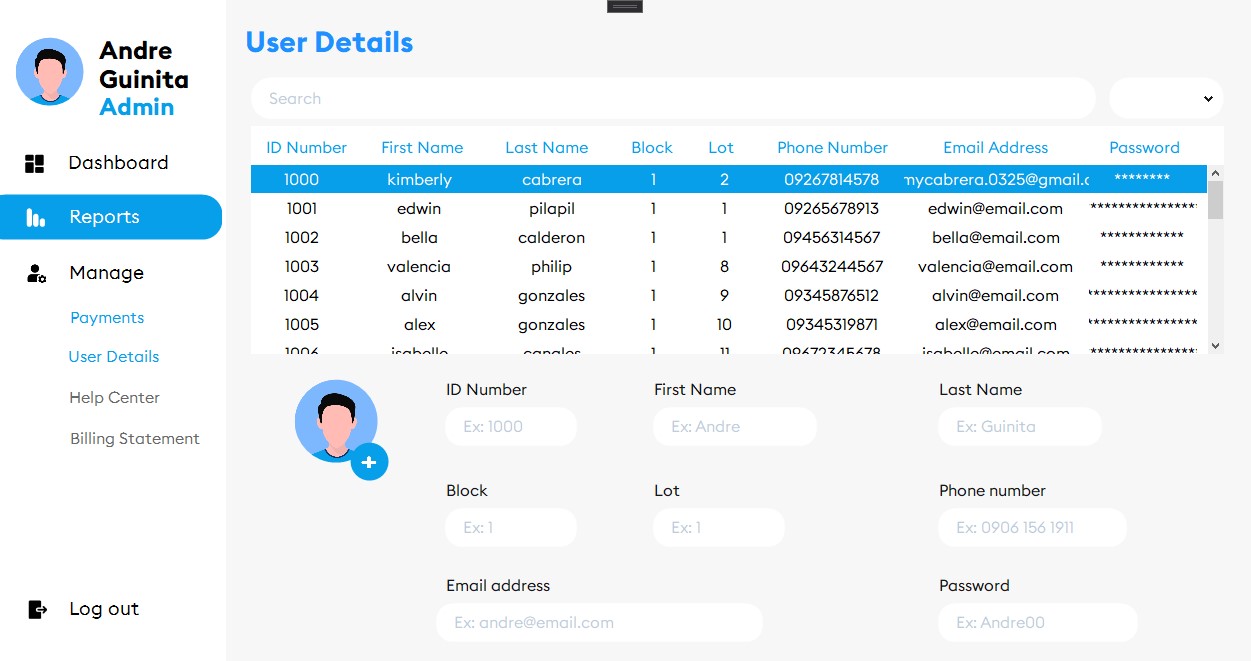 Andre
Guinita
Admin
Dashboard
Reports
Manage
Payments
User Details
Help Center
Billing Statement
Log out
User Details
Search
ID Number First Name Last Name Block Lot Phone Number Email Address Password
1000 kimberly cabrera 1 2 09267814578 mycabrera.0325@gmail.c ********
1001 edwin pilapil 1 1 09265678913 edwin@email.com ****************
1002 bella calderon 1 1 09456314567 bella@email.com ************
1003 valencia philip 1 8 09643244567 valencia@email.com ************
1004 alvin gonzales 1 9 09345876512 alvin@email.com ****************
1005 alex gonzales 1 10 09345319871 alex@email.com ****************
1006 isabelle canales 1 11 09672345678 isabelle@email.com ****************
ID Number First Name Last Name
Ex: 1000 Ex: Andre Ex: Guinita
Block Lot Phone number
Ex: 1 Ex: 1 Ex: 0906 156 1911
Email address Password
Ex: andre@email.com Ex: Andre00